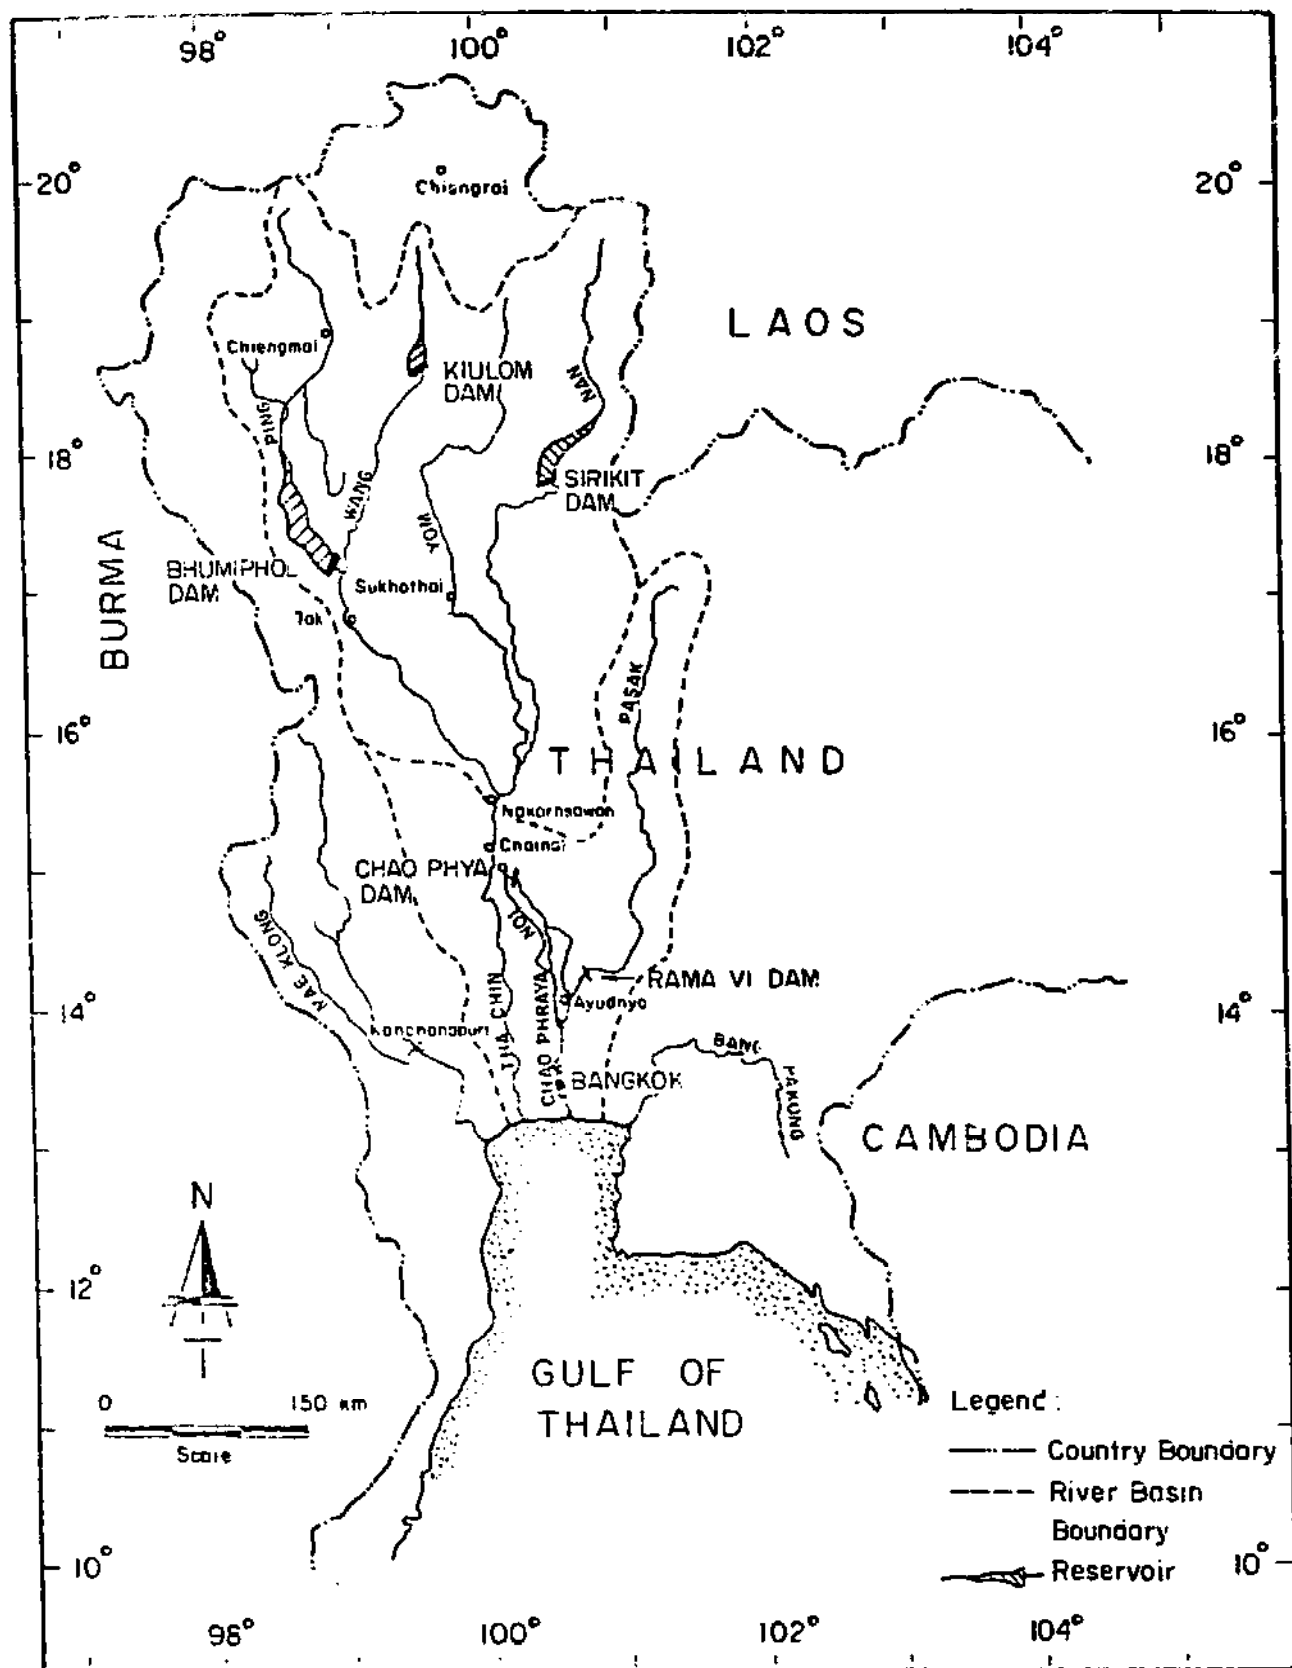 98° 100° 102° 104°
20° 20°
Chiengrai
LAOS
Chiengmai
KIULOM
DAM
NAN
PING
18° 18°
SIRIKIT
DAM
WANG
YOM
BURMA
BHUMIPHOL
DAM
Sukhothai
Tak
PASAK
16° 16°
THAILAND
Nakornsawan
CHAO PHYA
DAM
NOI
MAE KLONG
RAMA VI DAM
THA CHIN
CHAO PHRAYA
Ayudhya
14° 14°
Kanchanaburi
BANG
PAKONG
BANGKOK
CAMBODIA
N
12° 12°
GULF OF
THAILAND
0 150 km
Scale
Legend :
Country Boundary
River Basin
Boundary
Reservoir
10° 10°
98° 100° 102° 104°